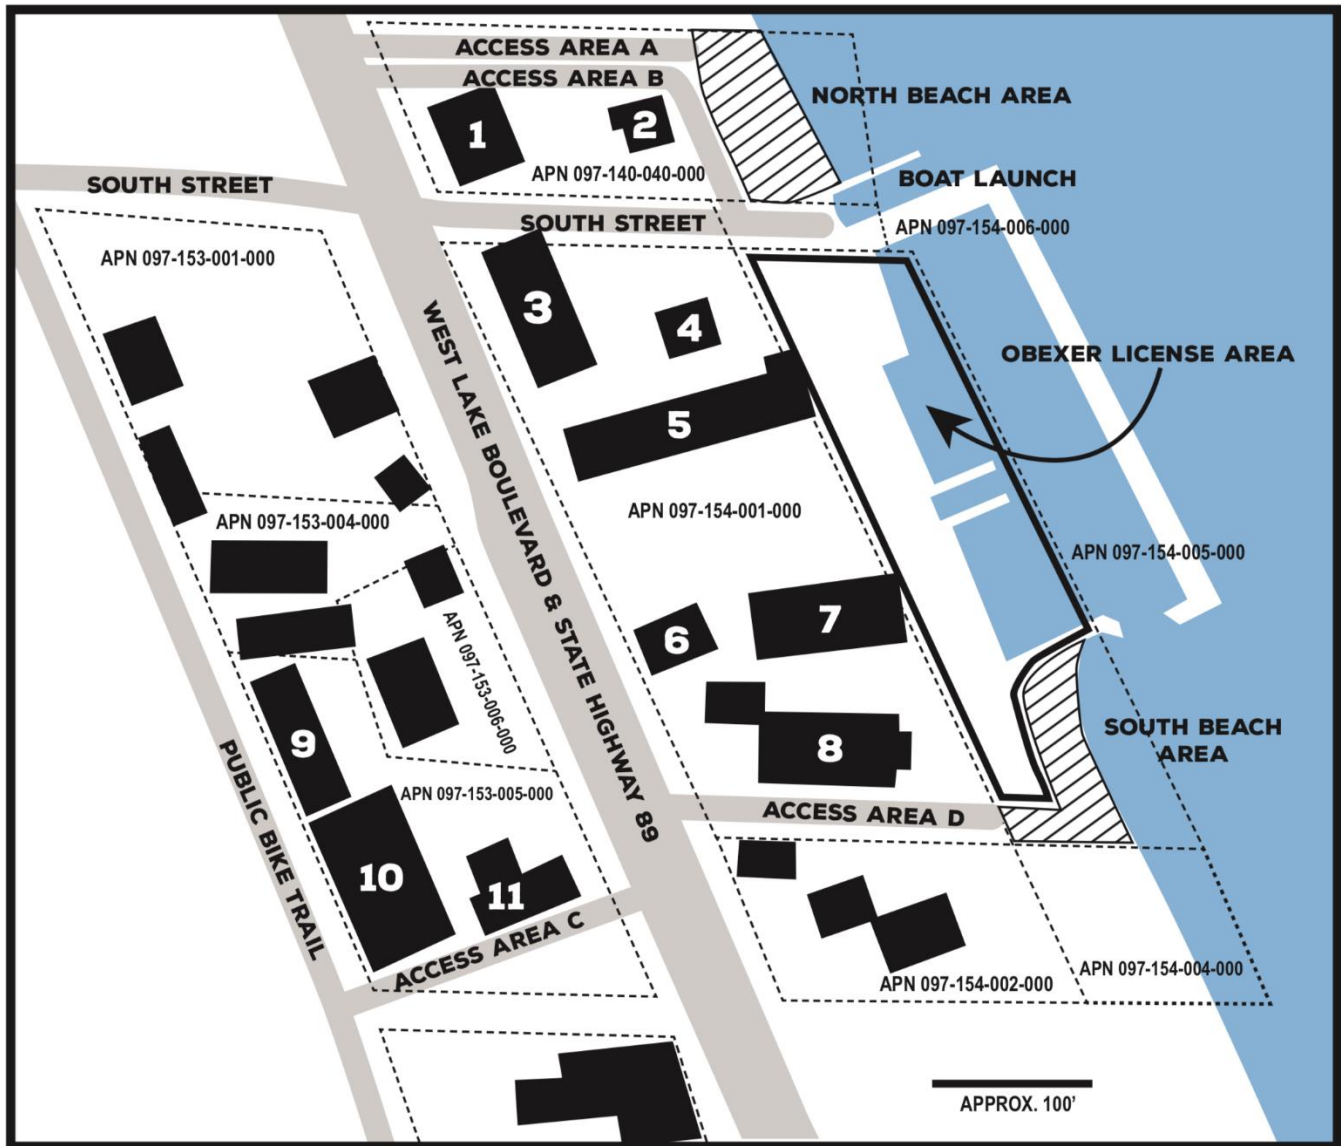 ACCESS AREA A
ACCESS AREA B
NORTH BEACH AREA
1
2
APN 097-140-040-000
BOAT LAUNCH
SOUTH STREET
SOUTH STREET
APN 097-154-006-000
APN 097-153-001-000
3
4
OBEXER LICENSE AREA
WEST LAKE BOULEVARD & STATE HIGHWAY 89
5
APN 097-154-001-000
APN 097-153-004-000
APN 097-154-005-000
APN 097-153-006-000
6
7
SOUTH BEACH
AREA
8
9
PUBLIC BIKE TRAIL
APN 097-153-005-000
ACCESS AREA D
10
11
ACCESS AREA C
APN 097-154-002-000
APN 097-154-004-000
APPROX. 100'